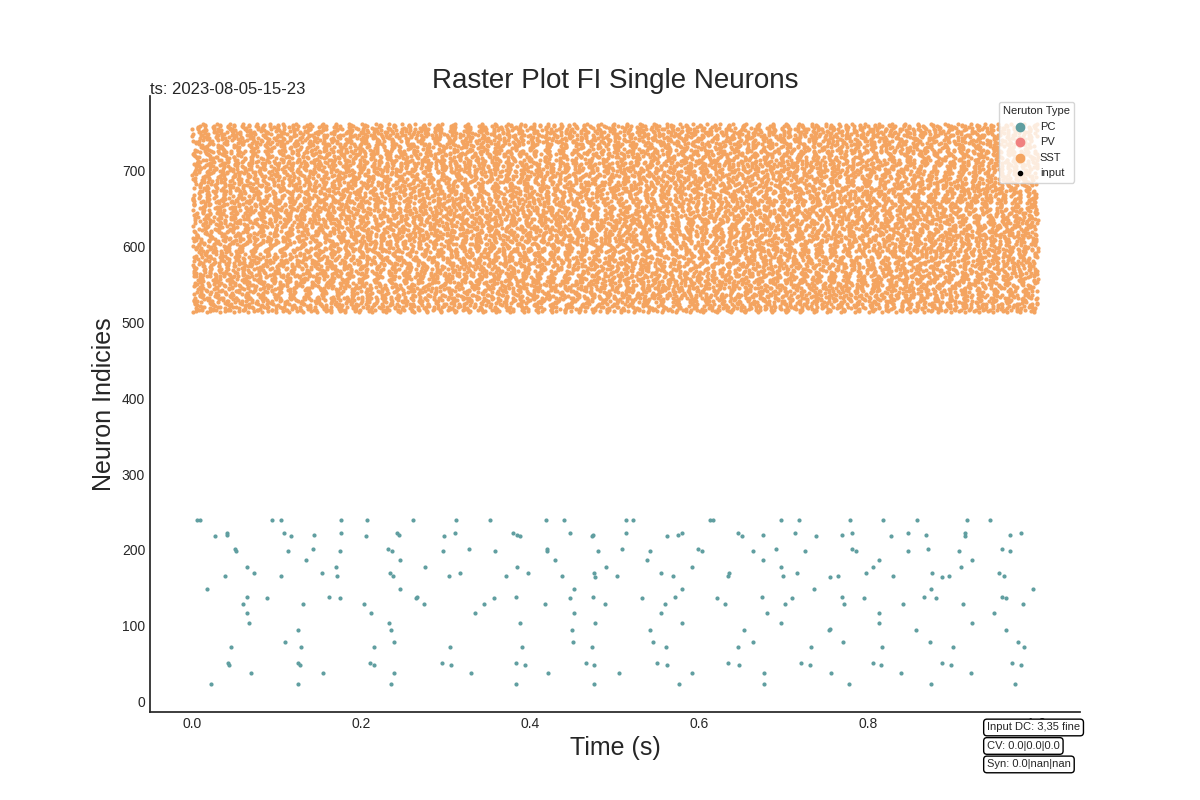 Raster Plot FI Single Neurons
ts: 2023-08-05-15-23
Neruton Type
PC
PV
SST
input
Neuron Indicies
700
600
500
400
300
200
100
0
0.0 0.2 0.4 0.6 0.8
Time (s)
Input DC: 3,35 fine
CV: 0.0|0.0|0.0
Syn: 0.0|nan|nan